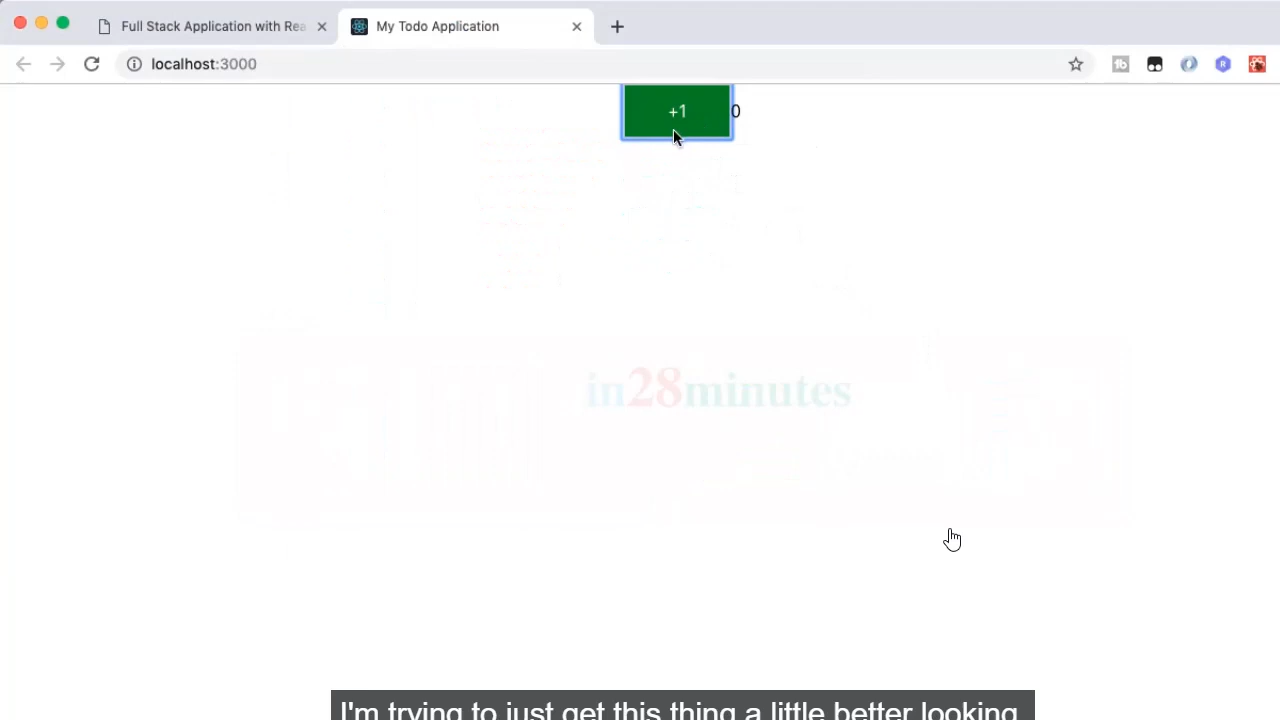 Full Stack Application with Rea
My Todo Application
localhost:3000
+1 0
in28minutes
I'm trying to just get this thing a little better looking